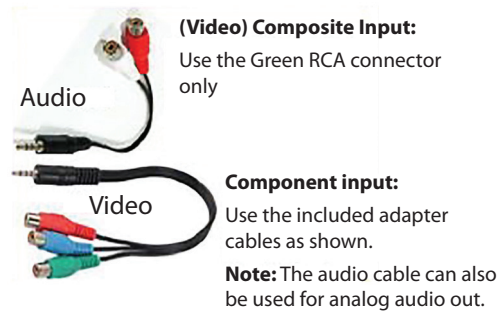 (Video) Composite Input:
Use the Green RCA connector
only
Audio
Video
Component input:
Use the included adapter
cables as shown.
Note: The audio cable can also
be used for analog audio out.